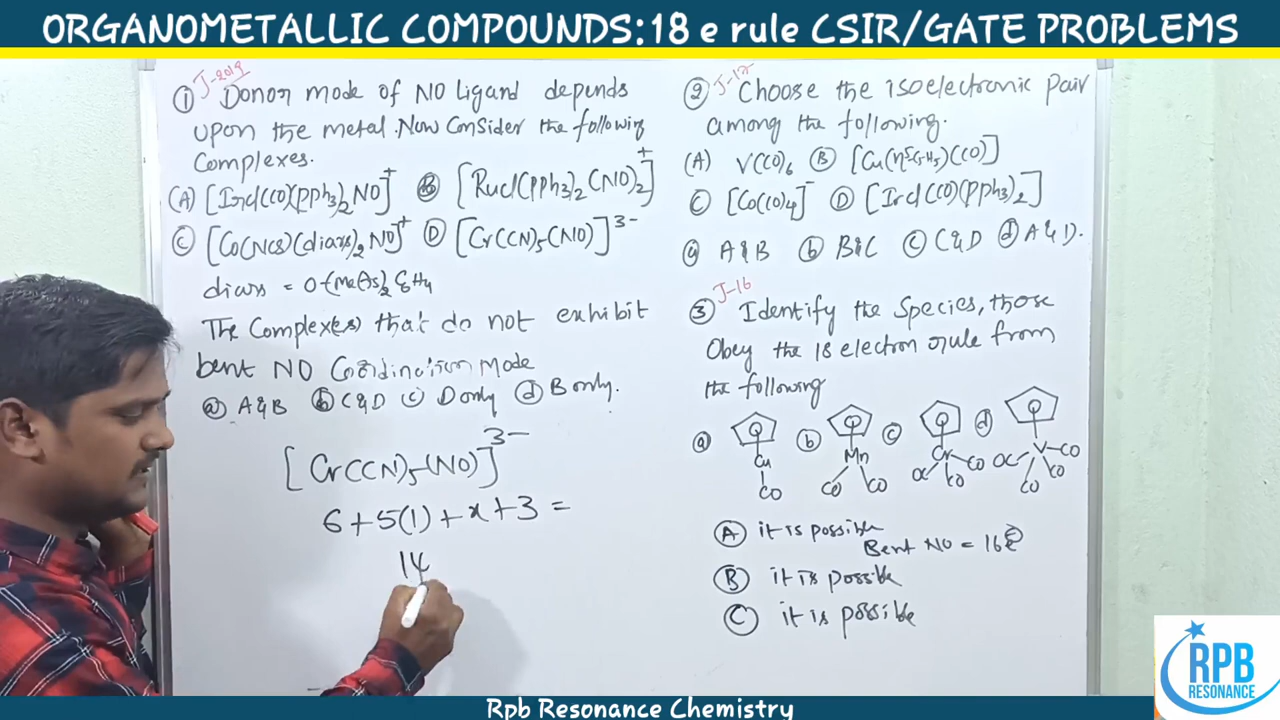 ORGANOMETALLIC COMPOUNDS:18 e rule CSIR/GATE PROBLEMS
J-2019
① Donor mode of NO Ligand depends
upon the metal. Now Consider the following
Complexes.
(A) [Ircl(CO)(PPh3)2 NO]+ (B) [Rucl(PPh3)2(NO)2]+
(C) [Co(NCS)(diars)2 NO]+ (D) [Cr(CN)5(NO)]3-
diars = O-(Me2As)2 C6H4
The Complex(es) that do not exhibit
bent NO Coordination Mode
(a) A&B (b) C&D (c) D only (d) B only.
[Cr(CN)5(NO)]3-
6+5(1)+x+3 =
14
② Choose the isoelectronic pair
among the following.
(A) V(CO)6 (B) [Cu(η5C5H5)(CO)]
(C) [Co(CO)4]- (D) [Ircl(CO)(PPh3)2]
(a) A&B (b) B&C (c) C&D (d) A&D.
J-16
③ Identify the Species, those
Obey the 18 electron rule from
the following
(a) (b) (c) (d)
Cu Mn Cr OC V CO
CO CO CO OC CO CO CO CO
(A) it is possible
Bent NO = 16e-
(B) it is possible
(C) it is possible
RPB
RESONANCE
Rpb Resonance Chemistry